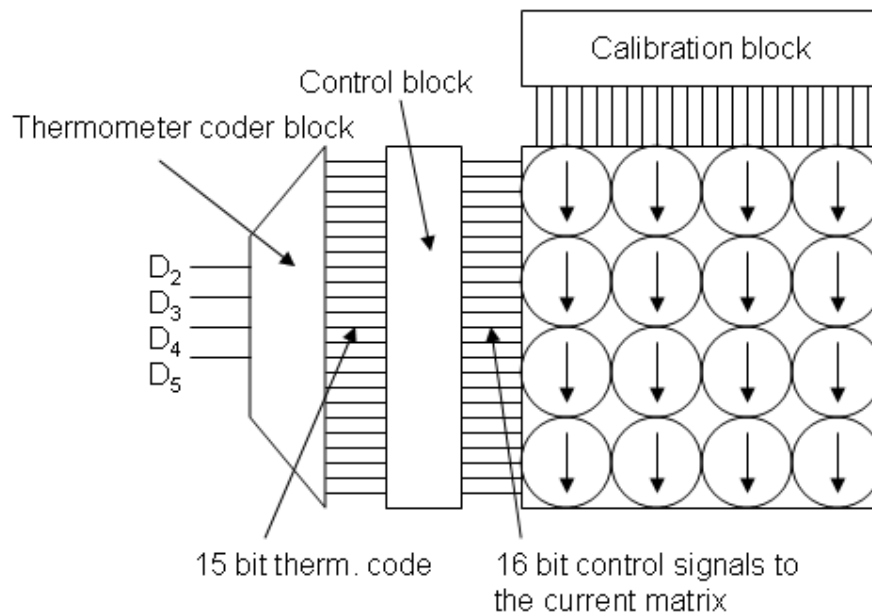 Calibration block
Control block
Thermometer coder block
D2
D3
D4
D5
15 bit therm. code
16 bit control signals to
the current matrix